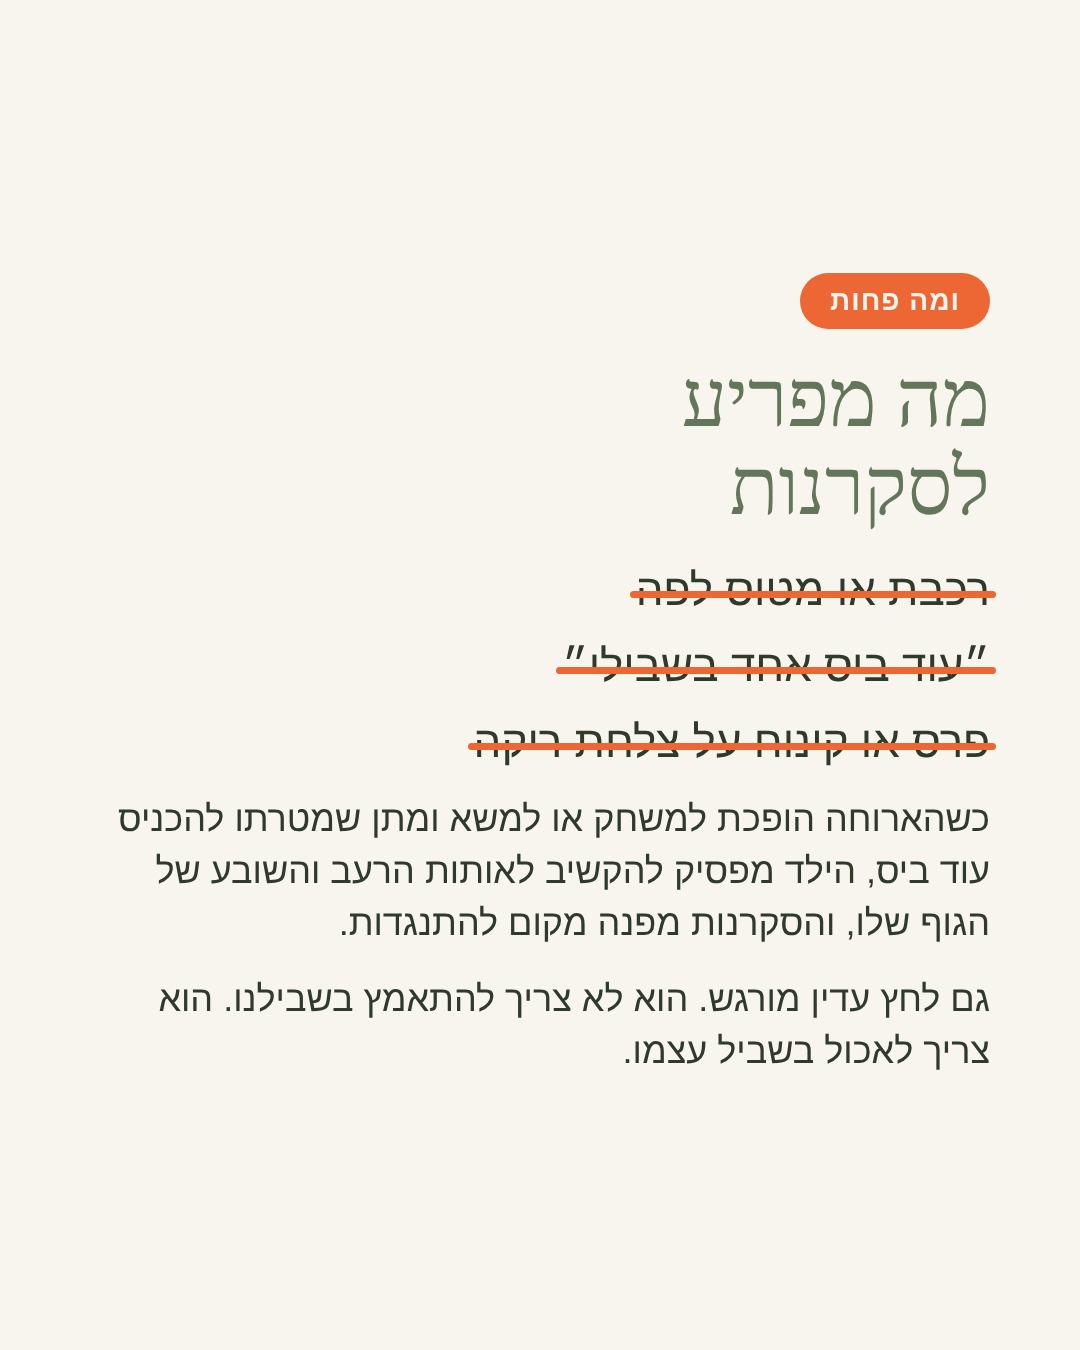 ומה פחות
מה מפריע
לסקרנות
רכבת או מטוס לפה
״עוד ביס אחד בשבילי״
פרס או קינוח על צלחת ריקה
כשהארוחה הופכת למשחק או למשא ומתן שמטרתו להכניס
עוד ביס, הילד מפסיק להקשיב לאותות הרעב והשובע של
הגוף שלו, והסקרנות מפנה מקום להתנגדות.
גם לחץ עדין מורגש. הוא לא צריך להתאמץ בשבילנו. הוא
צריך לאכול בשביל עצמו.